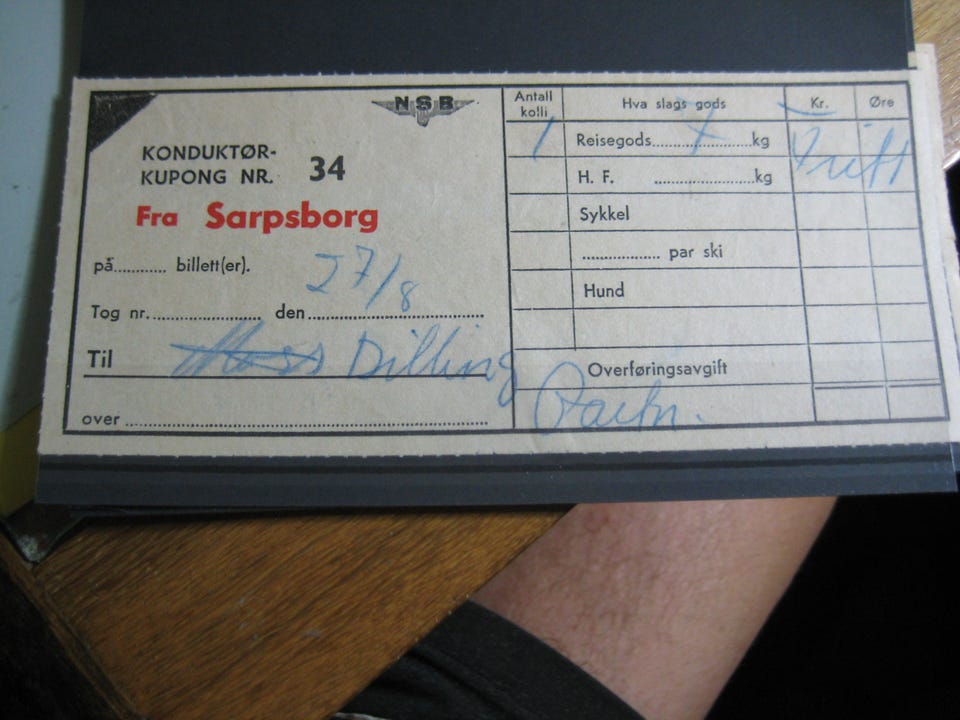 NSB
KONDUKTØR-
KUPONG NR. 34
Fra Sarpsborg
på............ billett(er).
Tog nr. ........................ den 27/8
Til Moss Dilling
over
Antall kolli Hva slags gods Kr. Øre
1 Reisegods............kg Fritt
H. F. ....................kg
Sykkel
................ par ski
Hund
Overføringsavgift